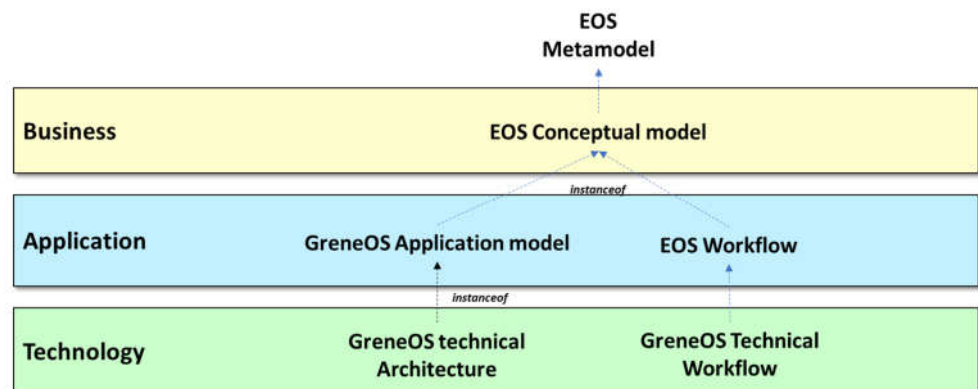 EOS
Metamodel
Business
EOS Conceptual model
instanceof
Application
GreneOS Application model
EOS Workflow
instanceof
Technology
GreneOS technical
Architecture
GreneOS Technical
Workflow